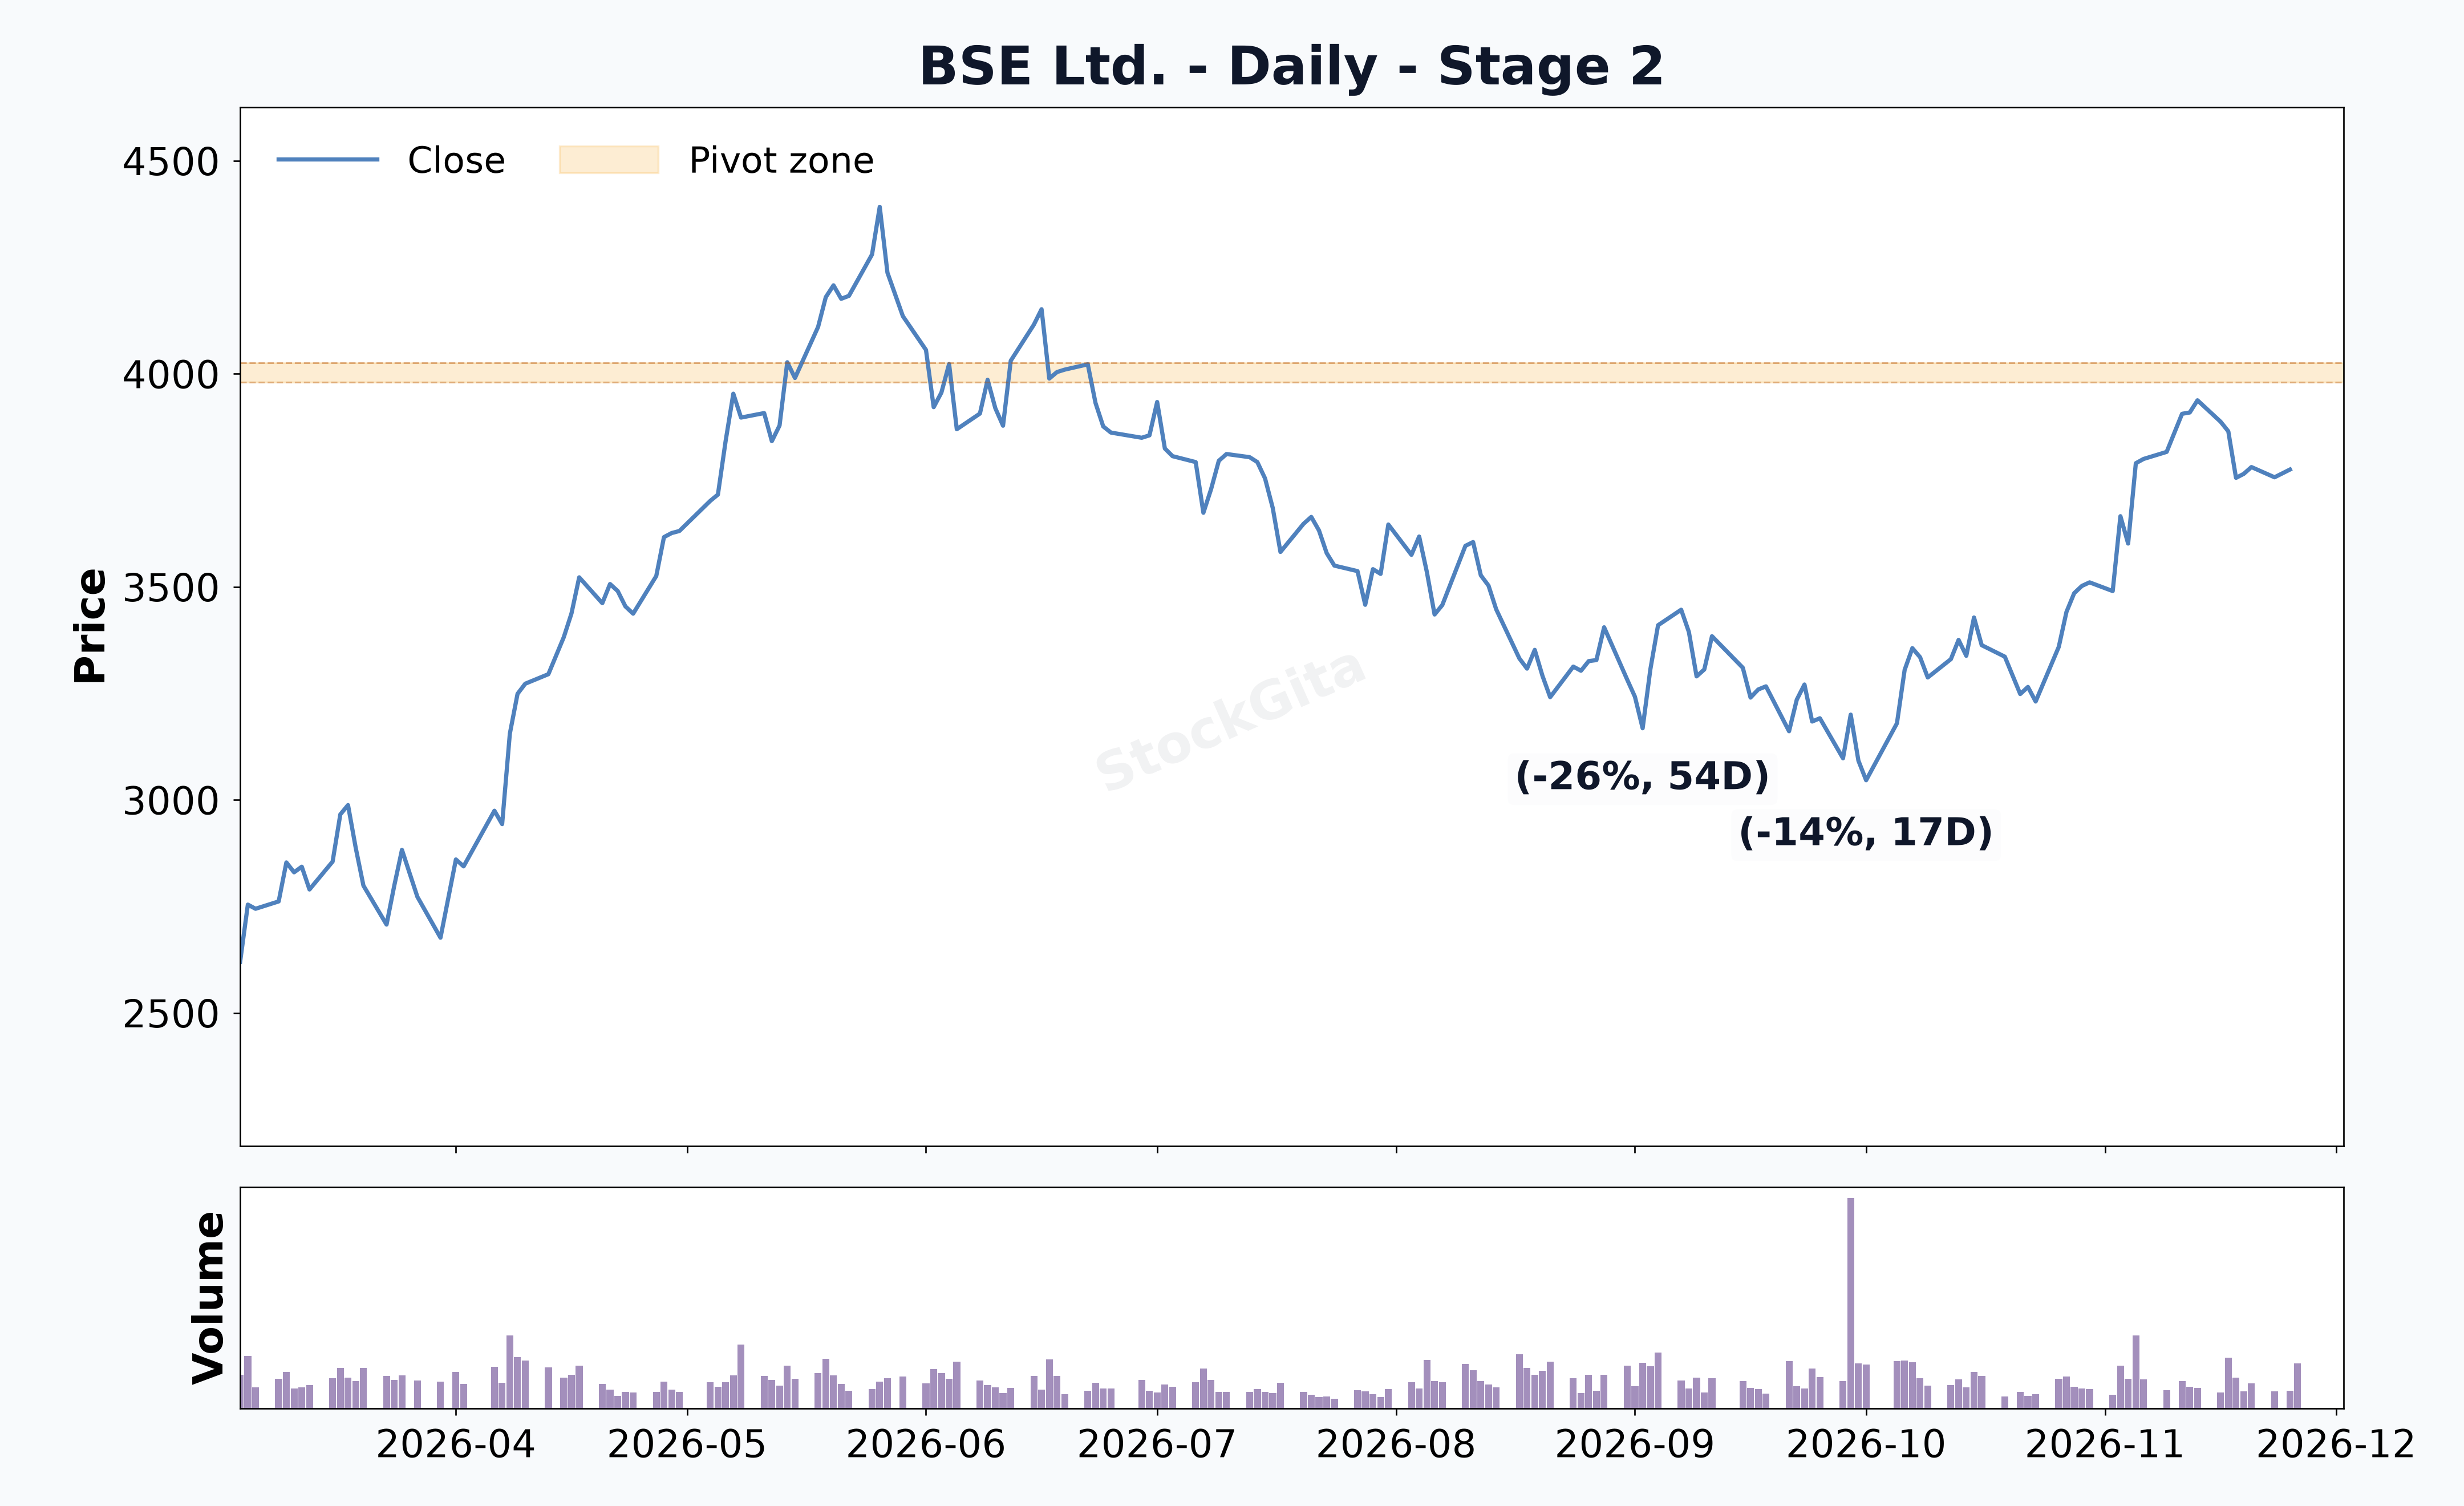 BSE Ltd. - Daily - Stage 2
Close
Pivot zone
Price
4500
4000
3500
3000
2500
StockGita
(-26%, 54D)
(-14%, 17D)
Volume
2026-04
2026-05
2026-06
2026-07
2026-08
2026-09
2026-10
2026-11
2026-12